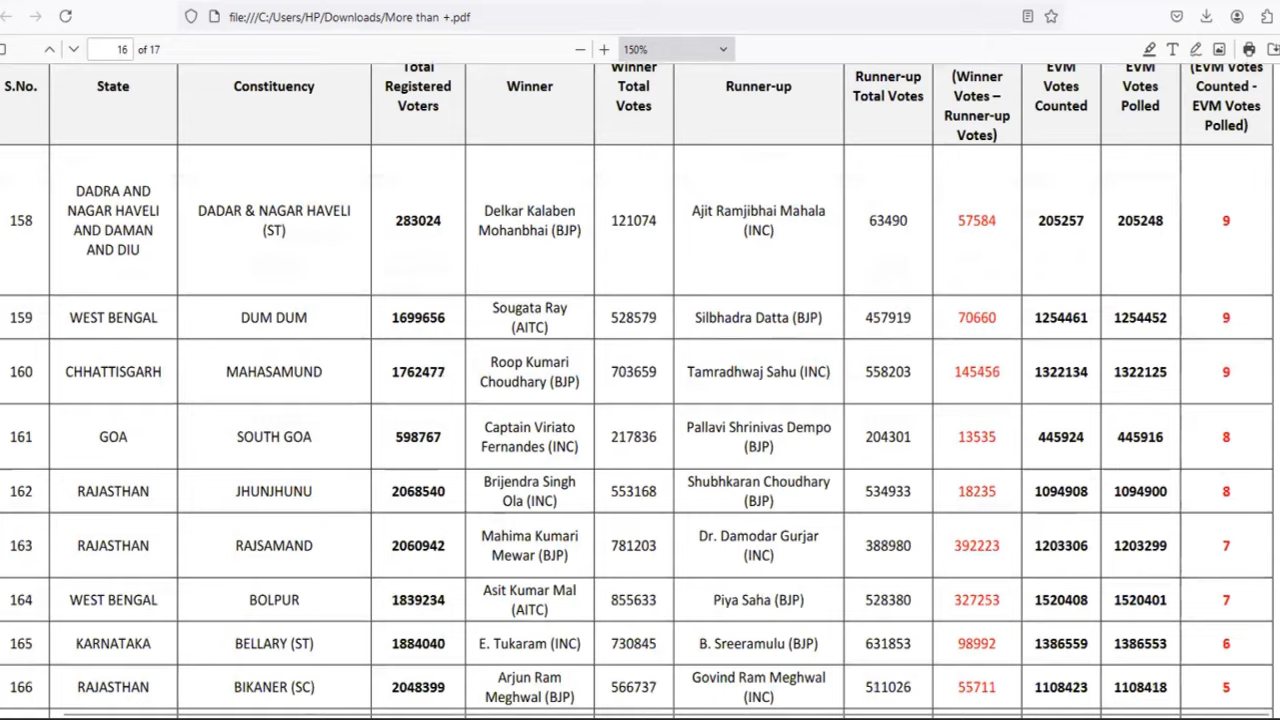 file:///C:/Users/HP/Downloads/More than +.pdf
16 of 17
150%
S.No.
State
Constituency
Total
Registered
Voters
Winner
Winner
Total
Votes
Runner-up
Runner-up
Total Votes
(Winner
Votes –
Runner-up
Votes)
EVM
Votes
Counted
EVM
Votes
Polled
(EVM Votes
Counted -
EVM Votes
Polled)
158
DADRA AND
NAGAR HAVELI
AND DAMAN
AND DIU
DADAR & NAGAR HAVELI
(ST)
283024
Delkar Kalaben
Mohanbhai (BJP)
121074
Ajit Ramjibhai Mahala
(INC)
63490
57584
205257
205248
9
159
WEST BENGAL
DUM DUM
1699656
Sougata Ray
(AITC)
528579
Silbhadra Datta (BJP)
457919
70660
1254461
1254452
9
160
CHHATTISGARH
MAHASAMUND
1762477
Roop Kumari
Choudhary (BJP)
703659
Tamradhwaj Sahu (INC)
558203
145456
1322134
1322125
9
161
GOA
SOUTH GOA
598767
Captain Viriato
Fernandes (INC)
217836
Pallavi Shrinivas Dempo
(BJP)
204301
13535
445924
445916
8
162
RAJASTHAN
JHUNJHUNU
2068540
Brijendra Singh
Ola (INC)
553168
Shubhkaran Choudhary
(BJP)
534933
18235
1094908
1094900
8
163
RAJASTHAN
RAJSAMAND
2060942
Mahima Kumari
Mewar (BJP)
781203
Dr. Damodar Gurjar
(INC)
388980
392223
1203306
1203299
7
164
WEST BENGAL
BOLPUR
1839234
Asit Kumar Mal
(AITC)
855633
Piya Saha (BJP)
528380
327253
1520408
1520401
7
165
KARNATAKA
BELLARY (ST)
1884040
E. Tukaram (INC)
730845
B. Sreeramulu (BJP)
631853
98992
1386559
1386553
6
166
RAJASTHAN
BIKANER (SC)
2048399
Arjun Ram
Meghwal (BJP)
566737
Govind Ram Meghwal
(INC)
511026
55711
1108423
1108418
5